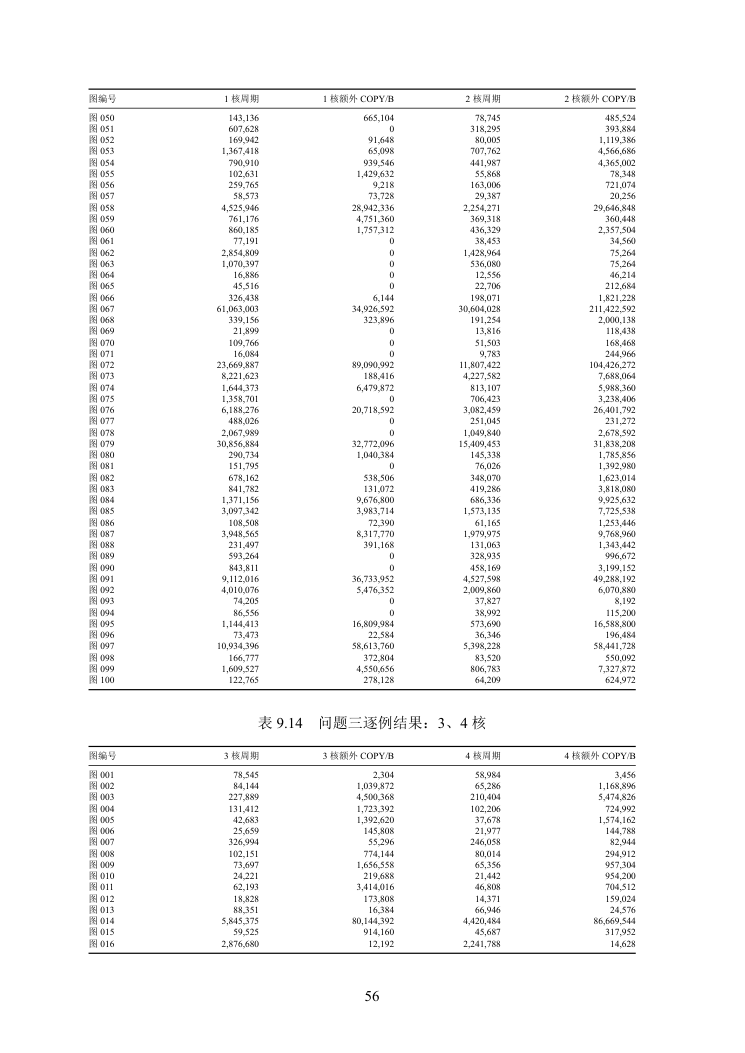 图编号 1 核周期 1 核额外 COPY/B 2 核周期 2 核额外 COPY/B
图 050 143,136 665,104 78,745 485,524
图 051 607,628 0 318,295 393,884
图 052 169,942 91,648 80,005 1,119,386
图 053 1,367,418 65,098 707,762 4,566,686
图 054 790,910 939,546 441,987 4,365,002
图 055 102,631 1,429,632 55,868 78,348
图 056 259,765 9,218 163,006 721,074
图 057 58,573 73,728 29,387 20,256
图 058 4,525,946 28,942,336 2,254,271 29,646,848
图 059 761,176 4,751,360 369,318 360,448
图 060 860,185 1,757,312 436,329 2,357,504
图 061 77,191 0 38,453 34,560
图 062 2,854,809 0 1,428,964 75,264
图 063 1,070,397 0 536,080 75,264
图 064 16,886 0 12,556 46,214
图 065 45,516 0 22,706 212,684
图 066 326,438 6,144 198,071 1,821,228
图 067 61,063,003 34,926,592 30,604,028 211,422,592
图 068 339,156 323,896 191,254 2,000,138
图 069 21,899 0 13,816 118,438
图 070 109,766 0 51,503 168,468
图 071 16,084 0 9,783 244,966
图 072 23,669,887 89,090,992 11,807,422 104,426,272
图 073 8,221,623 188,416 4,227,582 7,688,064
图 074 1,644,373 6,479,872 813,107 5,988,360
图 075 1,358,701 0 706,423 3,238,406
图 076 6,188,276 20,718,592 3,082,459 26,401,792
图 077 488,026 0 251,045 231,272
图 078 2,067,989 0 1,049,840 2,678,592
图 079 30,856,884 32,772,096 15,409,453 31,838,208
图 080 290,734 1,040,384 145,338 1,785,856
图 081 151,795 0 76,026 1,392,980
图 082 678,162 538,506 348,070 1,623,014
图 083 841,782 131,072 419,286 3,818,080
图 084 1,371,156 9,676,800 686,336 9,925,632
图 085 3,097,342 3,983,714 1,573,135 7,725,538
图 086 108,508 72,390 61,165 1,253,446
图 087 3,948,565 8,317,770 1,979,975 9,768,960
图 088 231,497 391,168 131,063 1,343,442
图 089 593,264 0 328,935 996,672
图 090 843,811 0 458,169 3,199,152
图 091 9,112,016 36,733,952 4,527,598 49,288,192
图 092 4,010,076 5,476,352 2,009,860 6,070,880
图 093 74,205 0 37,827 8,192
图 094 86,556 0 38,992 115,200
图 095 1,144,413 16,809,984 573,690 16,588,800
图 096 73,473 22,584 36,346 196,484
图 097 10,934,396 58,613,760 5,398,228 58,441,728
图 098 166,777 372,804 83,520 550,092
图 099 1,609,527 4,550,656 806,783 7,327,872
图 100 122,765 278,128 64,209 624,972
表 9.14 问题三逐例结果：3、4 核
图编号 3 核周期 3 核额外 COPY/B 4 核周期 4 核额外 COPY/B
图 001 78,545 2,304 58,984 3,456
图 002 84,144 1,039,872 65,286 1,168,896
图 003 227,889 4,500,368 210,404 5,474,826
图 004 131,412 1,723,392 102,206 724,992
图 005 42,683 1,392,620 37,678 1,574,162
图 006 25,659 145,808 21,977 144,788
图 007 326,994 55,296 246,058 82,944
图 008 102,151 774,144 80,014 294,912
图 009 73,697 1,656,558 65,356 957,304
图 010 24,221 219,688 21,442 954,200
图 011 62,193 3,414,016 46,808 704,512
图 012 18,828 173,808 14,371 159,024
图 013 88,351 16,384 66,946 24,576
图 014 5,845,375 80,144,392 4,420,484 86,669,544
图 015 59,525 914,160 45,687 317,952
图 016 2,876,680 12,192 2,241,788 14,628
56